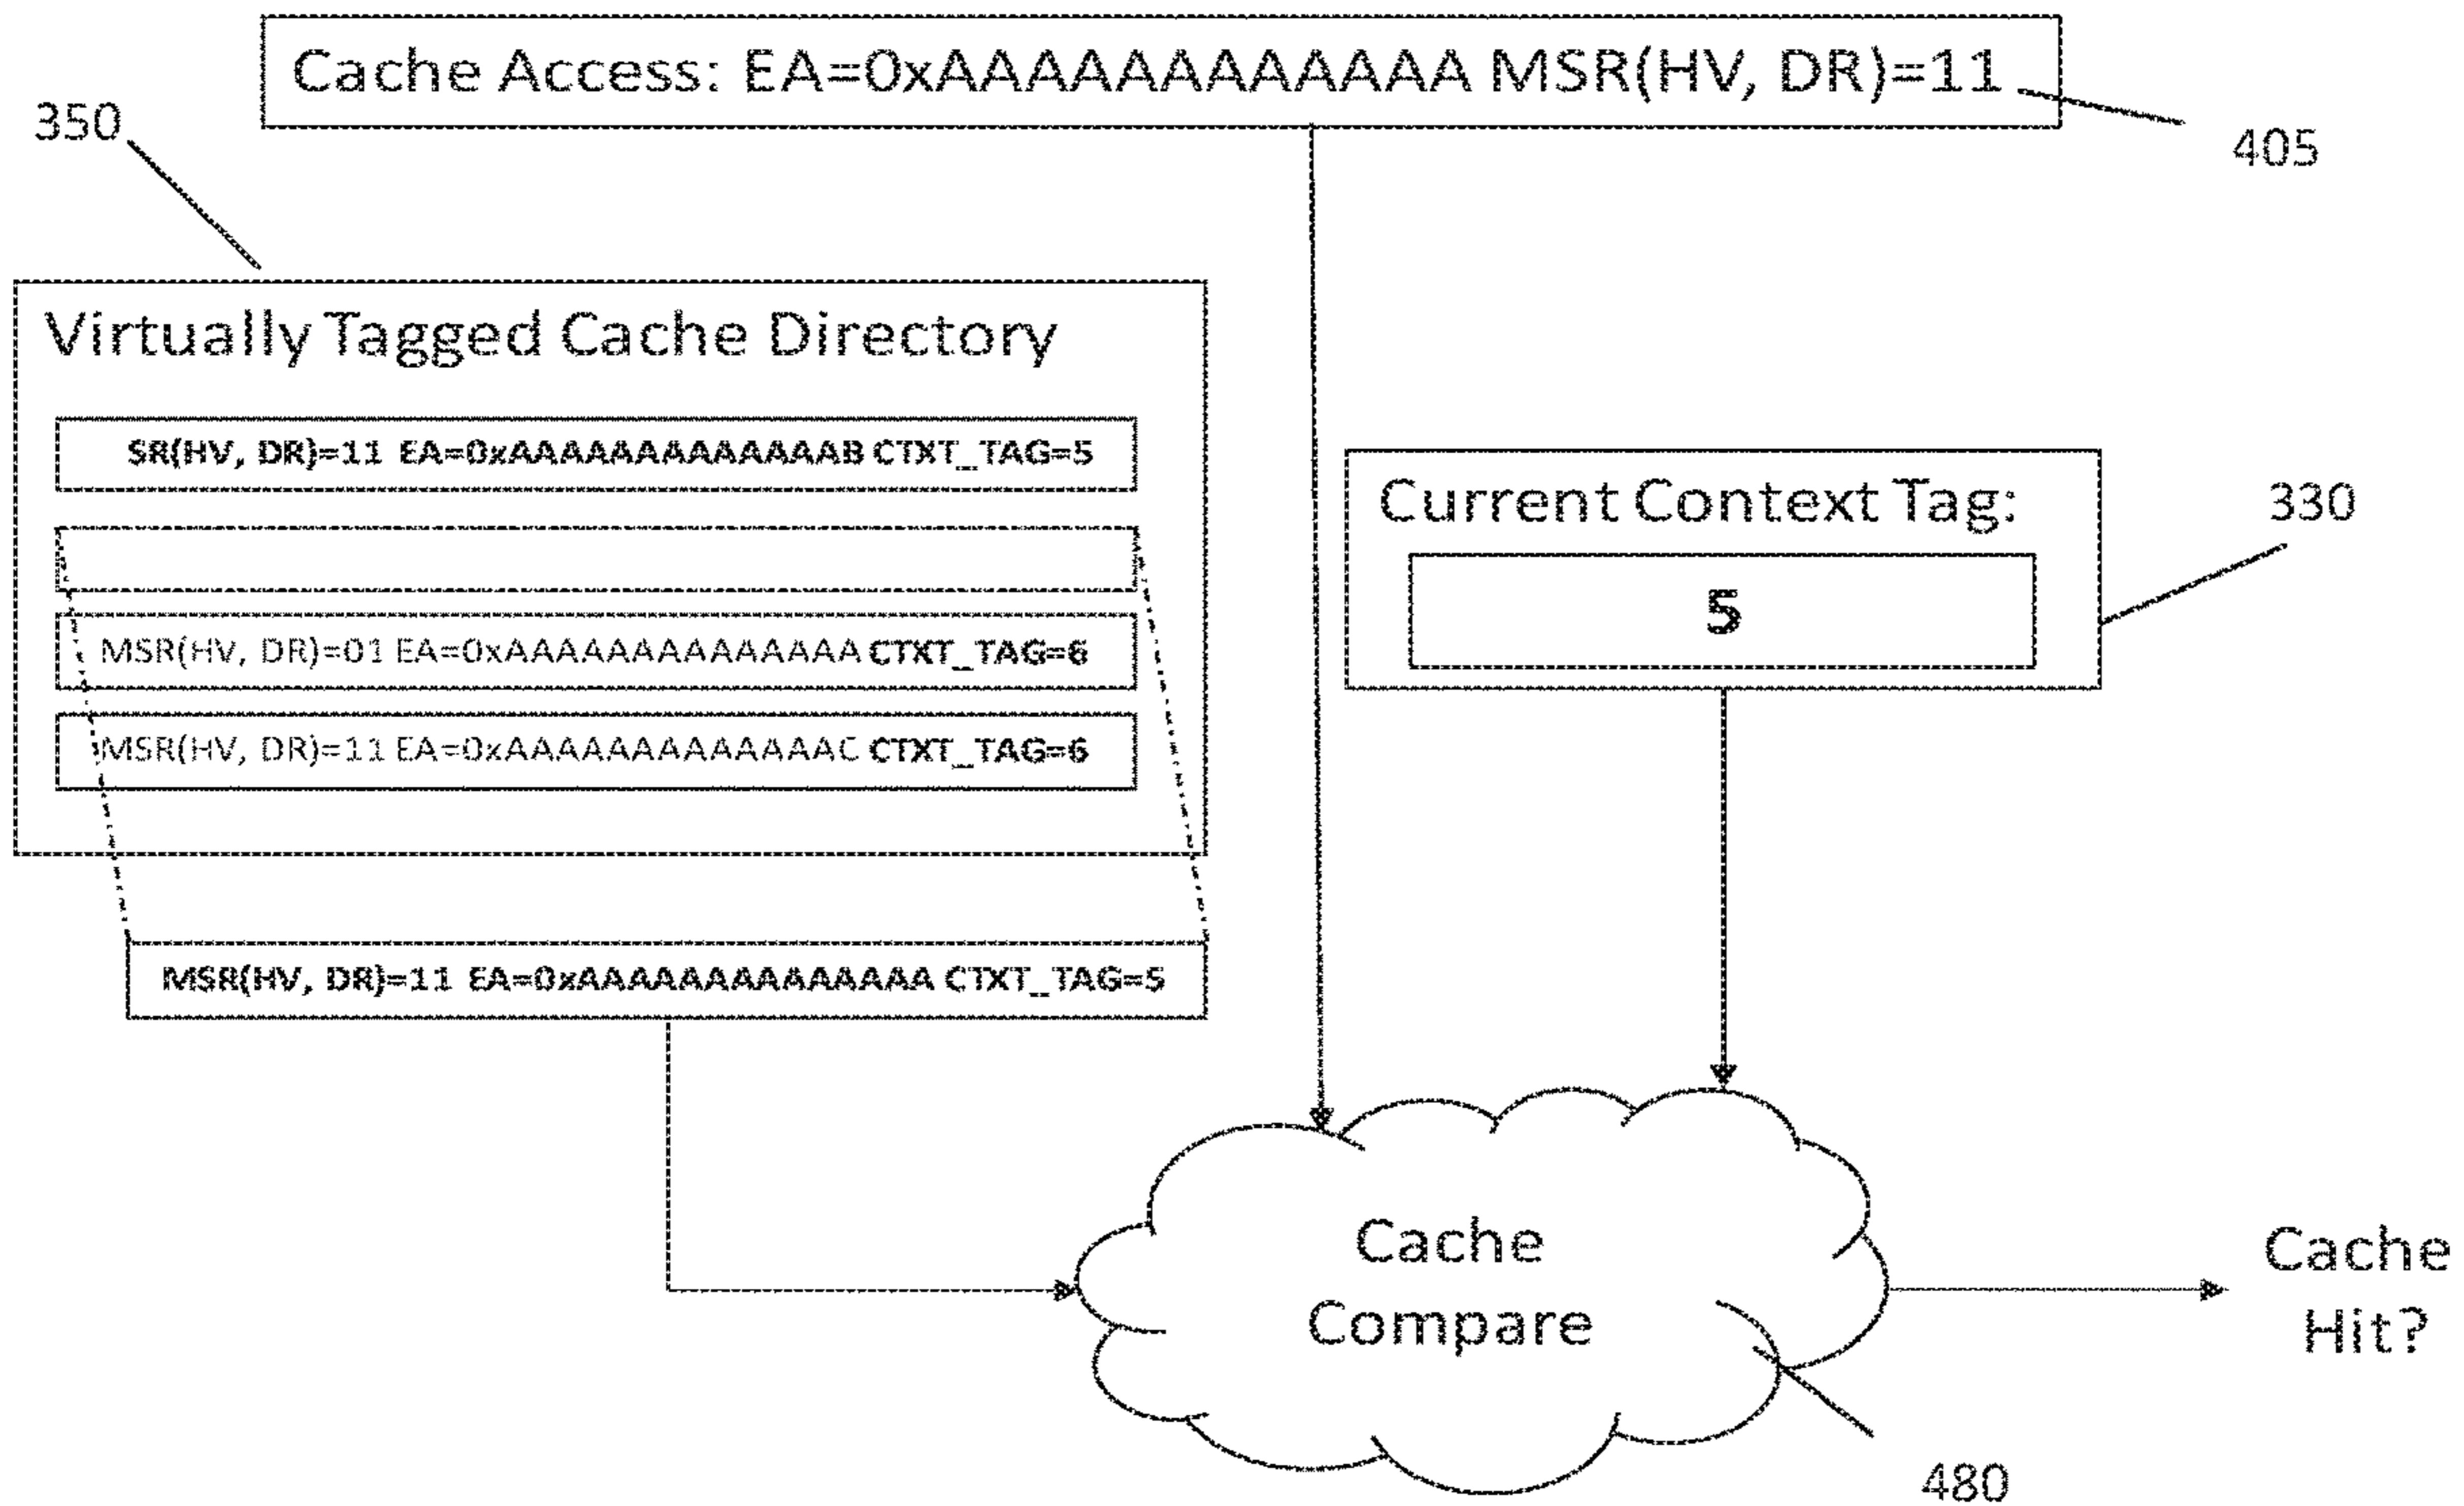 Cache Access: EA=0xAAAAAAAAAAAA MSR(HV, DR)=11
405
350
Virtually Tagged Cache Directory
SR(HV, DR)=11 EA=0xAAAAAAAAAAAAAB CTXT_TAG=5
MSR(HV, DR)=01 EA=0xAAAAAAAAAAAAAA CTXT_TAG=6
MSR(HV, DR)=11 EA=0xAAAAAAAAAAAAAC CTXT_TAG=6
MSR(HV, DR)=11 EA=0xAAAAAAAAAAAAAA CTXT_TAG=5
Current Context Tag:
5
330
Cache
Compare
480
Cache
Hit?